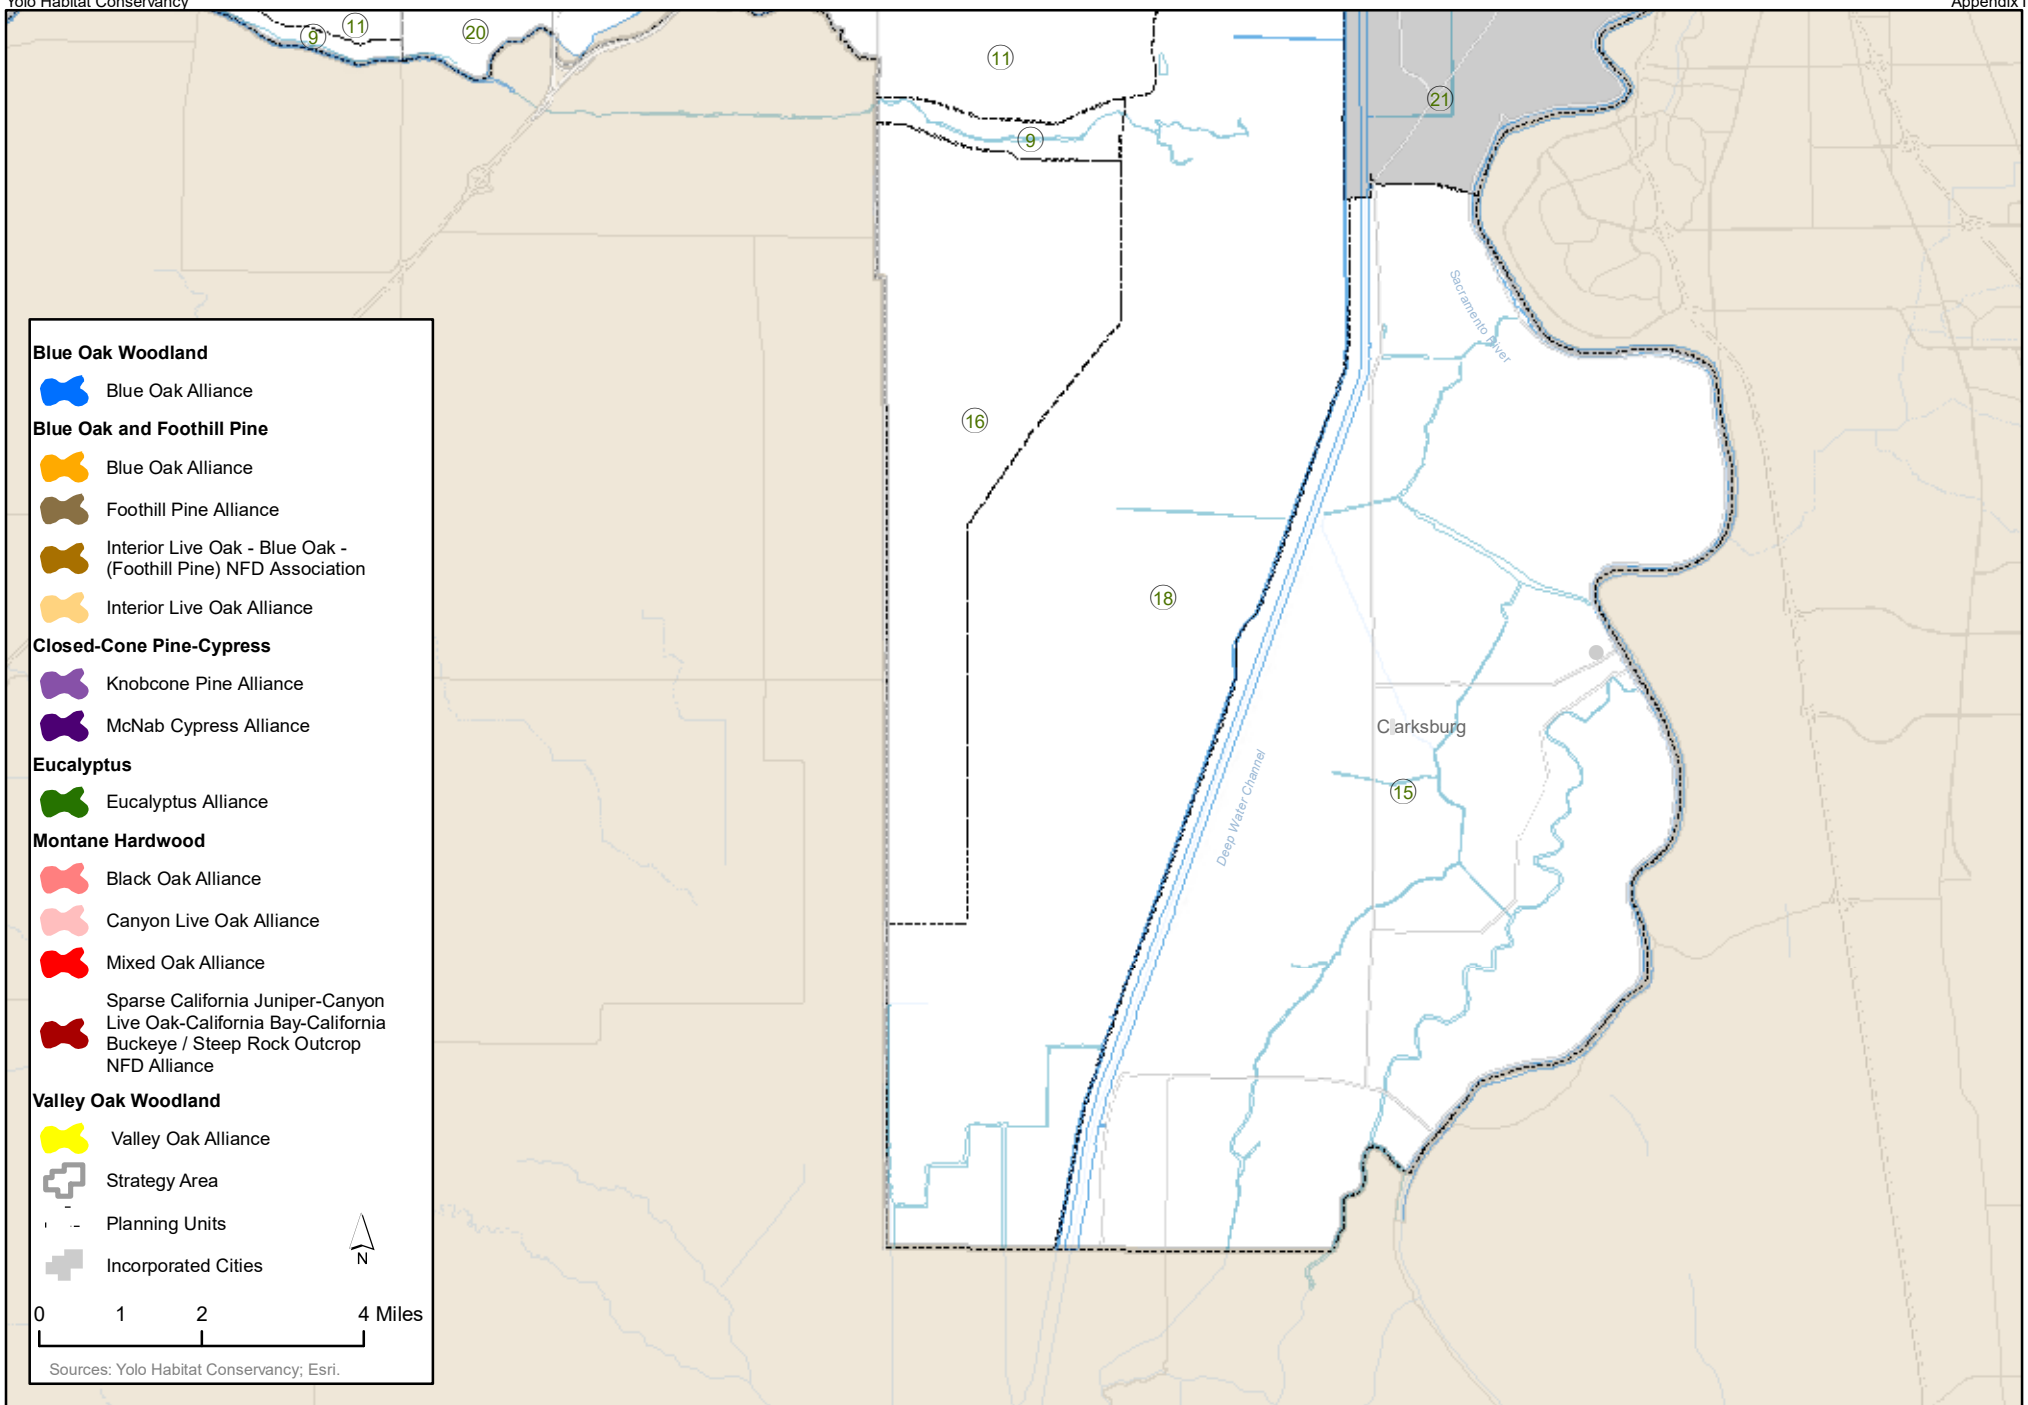 Yolo Habitat Conservancy
Appendix
9
11
20
11
9
21
16
18
15
Sacramento River
Deep Water Channel
Clarksburg
Blue Oak Woodland
Blue Oak Alliance
Blue Oak and Foothill Pine
Blue Oak Alliance
Foothill Pine Alliance
Interior Live Oak - Blue Oak -
(Foothill Pine) NFD Association
Interior Live Oak Alliance
Closed-Cone Pine-Cypress
Knobcone Pine Alliance
McNab Cypress Alliance
Eucalyptus
Eucalyptus Alliance
Montane Hardwood
Black Oak Alliance
Canyon Live Oak Alliance
Mixed Oak Alliance
Sparse California Juniper-Canyon
Live Oak-California Bay-California
Buckeye / Steep Rock Outcrop
NFD Alliance
Valley Oak Woodland
Valley Oak Alliance
Strategy Area
Planning Units
Incorporated Cities
N
0 1 2 4 Miles
Sources: Yolo Habitat Conservancy; Esri.